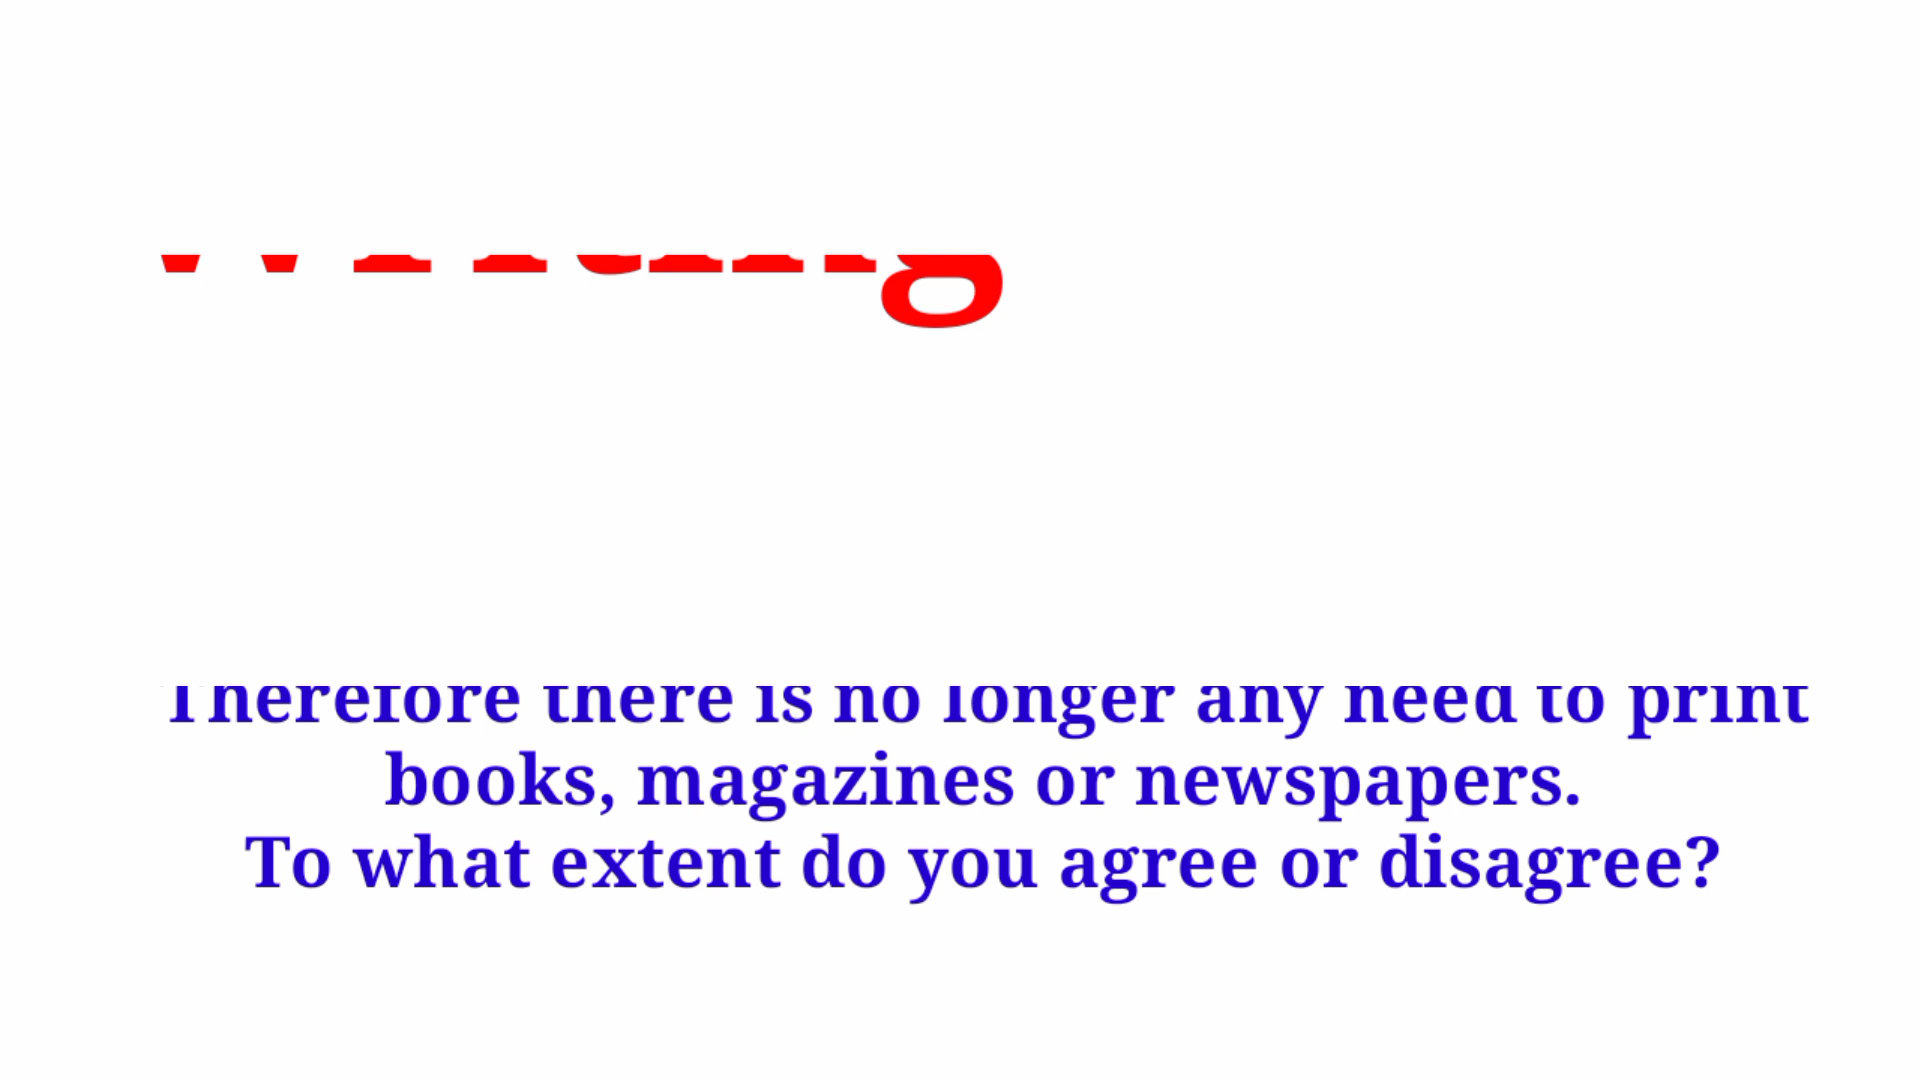 Writing
Therefore there is no longer any need to print
books, magazines or newspapers.
To what extent do you agree or disagree?